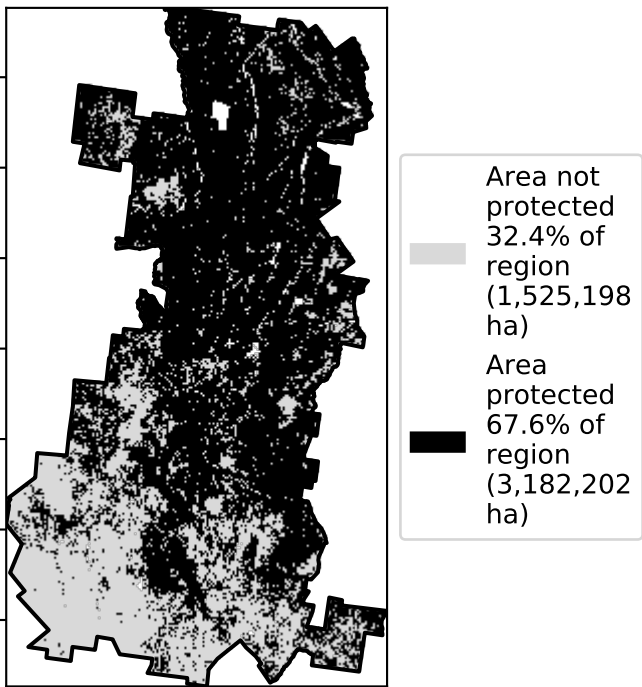 Area not
protected
32.4% of
region
(1,525,198
ha)
Area
protected
67.6% of
region
(3,182,202
ha)